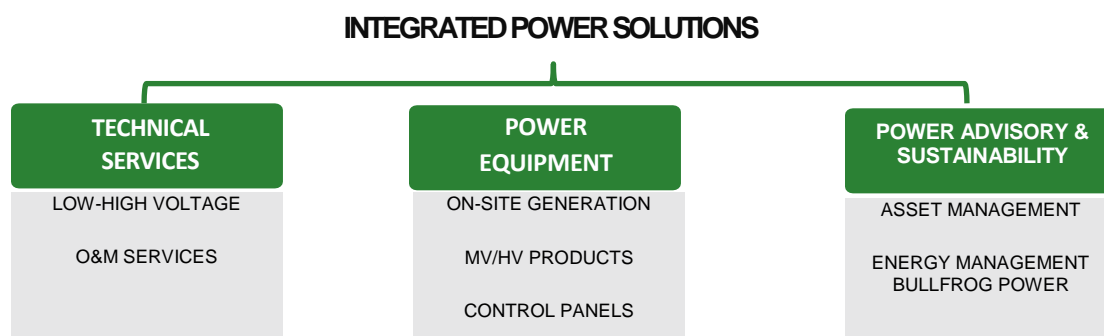 INTEGRATED POWER SOLUTIONS
TECHNICAL
SERVICES
LOW-HIGH VOLTAGE
O&M SERVICES
POWER
EQUIPMENT
ON-SITE GENERATION
MV/HV PRODUCTS
CONTROL PANELS
POWER ADVISORY &
SUSTAINABILITY
ASSET MANAGEMENT
ENERGY MANAGEMENT
BULLFROG POWER